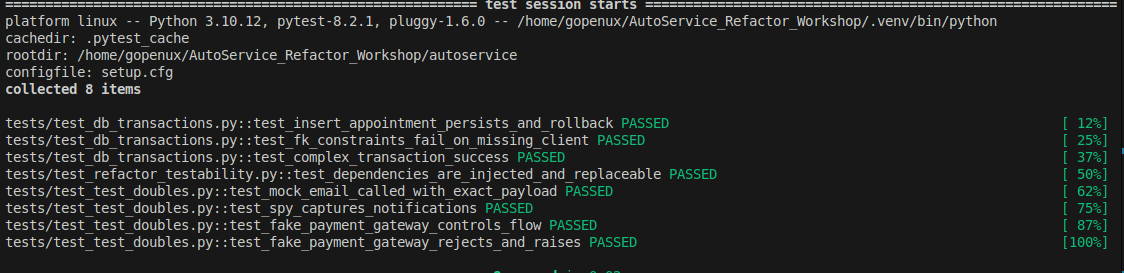 ============================================================ test session starts ============================================================
platform linux -- Python 3.10.12, pytest-8.2.1, pluggy-1.6.0 -- /home/gopenux/AutoService_Refactor_Workshop/.venv/bin/python
cachedir: .pytest_cache
rootdir: /home/gopenux/AutoService_Refactor_Workshop/autoservice
configfile: setup.cfg
collected 8 items
tests/test_db_transactions.py::test_insert_appointment_persists_and_rollback PASSED [ 12%]
tests/test_db_transactions.py::test_fk_constraints_fail_on_missing_client PASSED [ 25%]
tests/test_db_transactions.py::test_complex_transaction_success PASSED [ 37%]
tests/test_refactor_testability.py::test_dependencies_are_injected_and_replaceable PASSED [ 50%]
tests/test_test_doubles.py::test_mock_email_called_with_exact_payload PASSED [ 62%]
tests/test_test_doubles.py::test_spy_captures_notifications PASSED [ 75%]
tests/test_test_doubles.py::test_fake_payment_gateway_controls_flow PASSED [ 87%]
tests/test_test_doubles.py::test_fake_payment_gateway_rejects_and_raises PASSED [100%]